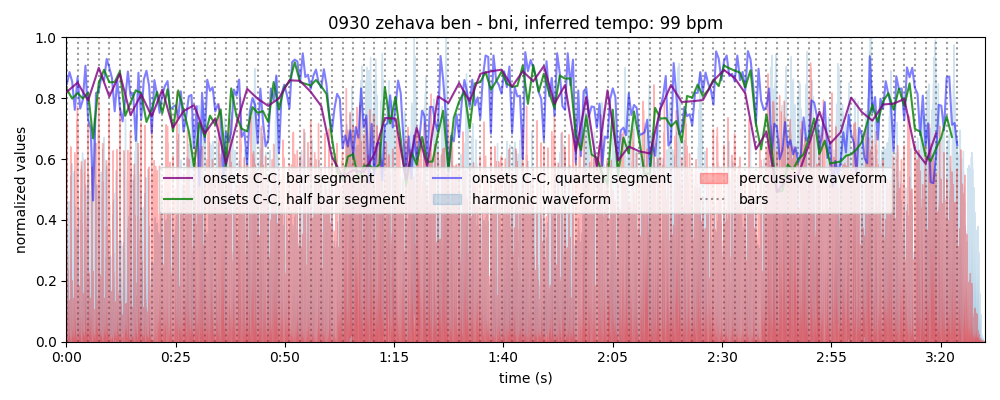 0930 zehava ben - bni, inferred tempo: 99 bpm
normalized values
1.0
0.8
0.6
0.4
0.2
0.0
onsets C-C, bar segment
onsets C-C, half bar segment
onsets C-C, quarter segment
harmonic waveform
percussive waveform
bars
0:00 0:25 0:50 1:15 1:40 2:05 2:30 2:55 3:20
time (s)